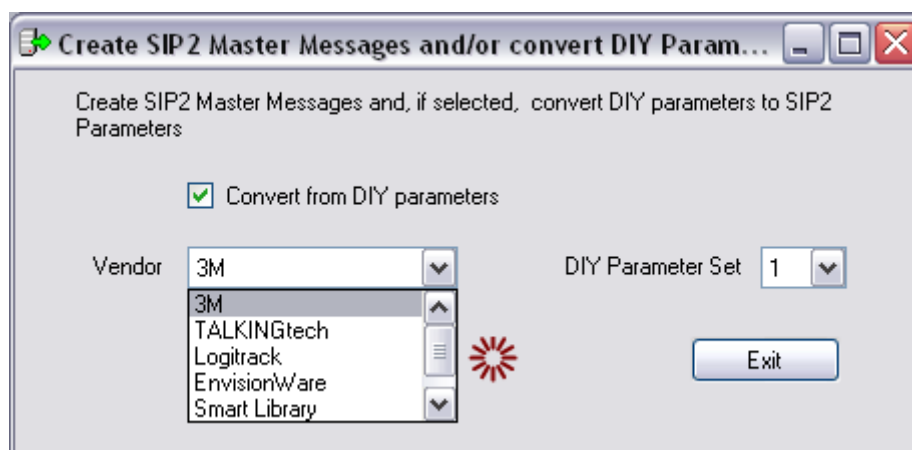 Create SIP2 Master Messages and/or convert DIY Param...
Create SIP2 Master Messages and, if selected, convert DIY parameters to SIP2
Parameters
Convert from DIY parameters
Vendor 3M DIY Parameter Set 1
3M
TALKINGtech
Logitrack
EnvisionWare
Smart Library
Exit